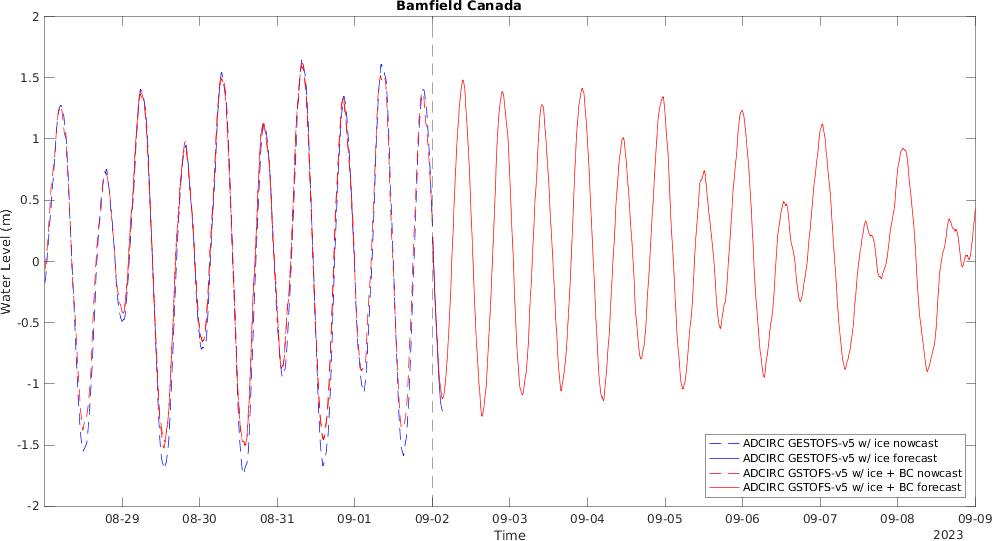 Bamfield Canada
2
1.5
1
0.5
0
-0.5
-1
-1.5
-2
Water Level (m)
08-29 08-30 08-31 09-01 09-02 09-03 09-04 09-05 09-06 09-07 09-08 09-09
Time
2023
ADCIRC GESTOFS-v5 w/ ice nowcast
ADCIRC GESTOFS-v5 w/ ice forecast
ADCIRC GSTOFS-v5 w/ ice + BC nowcast
ADCIRC GSTOFS-v5 w/ ice + BC forecast